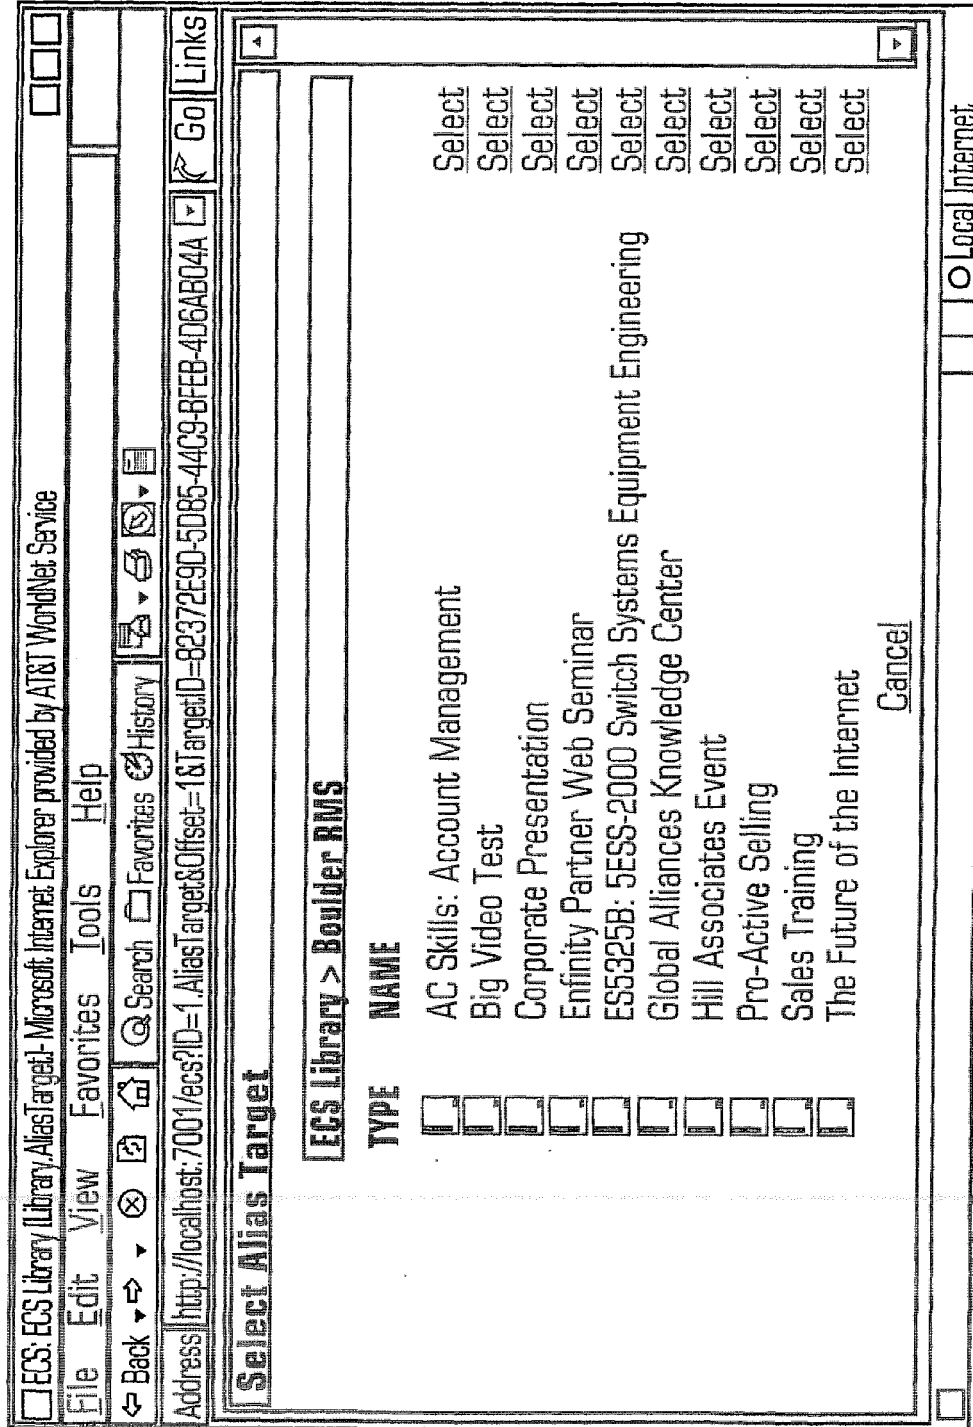 ECS: ECS Library [Library.AliasTarget]- Microsoft Internet Explorer provided by AT&T WorldNet Service
File Edit View Favorites Tools Help
Back Search Favorites History
Address http://localhost:7001/ecs?ID=1.AliasTarget&Offset=1&TargetID=82372E9D-5DB5-44C9-BFEB-4D6AB04A Go Links
Select Alias Target
ECS Library > Boulder RMS
TYPE NAME
AC Skills: Account Management Select
Big Video Test Select
Corporate Presentation Select
Enfinity Partner Web Seminar Select
ES5325B: 5ESS-2000 Switch Systems Equipment Engineering Select
Global Alliances Knowledge Center Select
Hill Associates Event Select
Pro-Active Selling Select
Sales Training Select
The Future of the Internet Select
Cancel
Local Internet